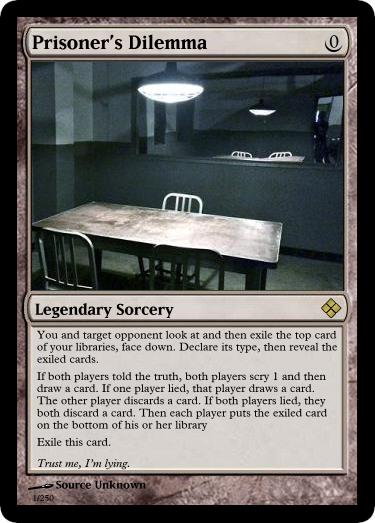 Prisoner's Dilemma 0
Legendary Sorcery
You and target opponent look at and then exile the top card
of your libraries, face down. Declare its type, then reveal the
exiled cards.
If both players told the truth, both players scry 1 and then
draw a card. If one player lied, that player draws a card.
The other player discards a card. If both players lied, they
both discard a card. Then each player puts the exiled card
on the bottom of his or her library
Exile this card.
Trust me, I'm lying.
Source Unknown
1/250